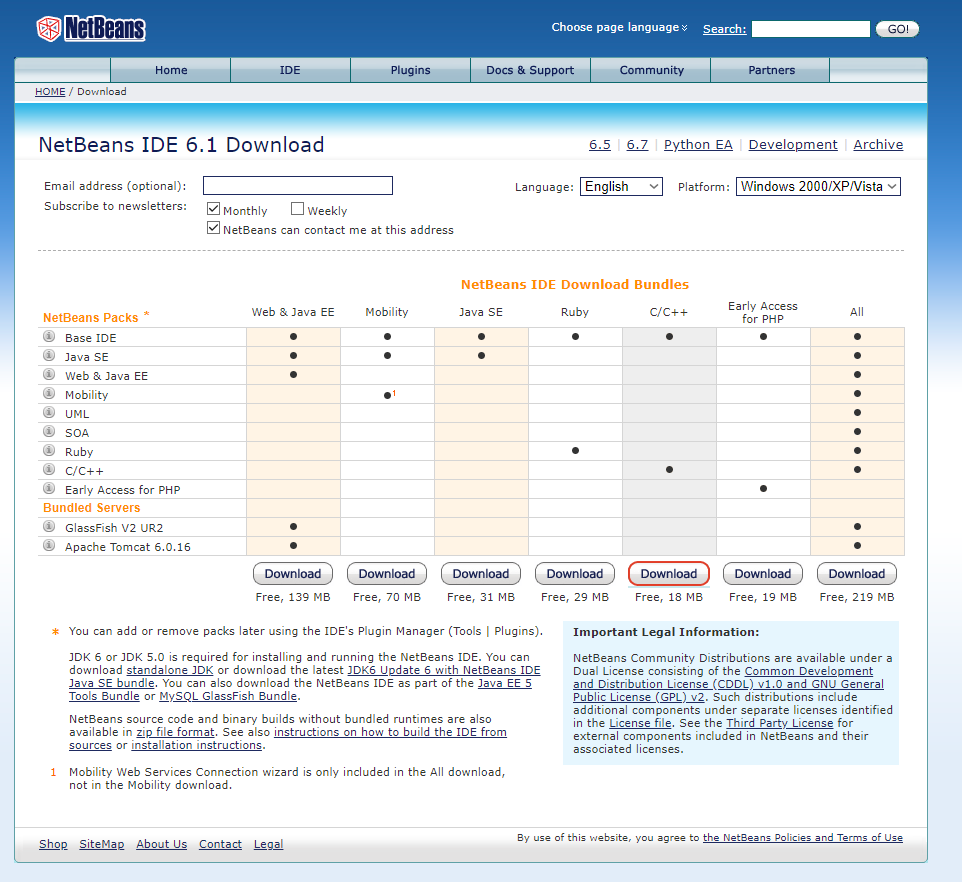 NetBeans
Choose page language
Search:
GO!
Home IDE Plugins Docs & Support Community Partners
HOME / Download
NetBeans IDE 6.1 Download
6.5 | 6.7 | Python EA | Development | Archive
Email address (optional):
Language: English Platform: Windows 2000/XP/Vista
Subscribe to newsletters:
Monthly Weekly
NetBeans can contact me at this address
NetBeans IDE Download Bundles
NetBeans Packs * Web & Java EE Mobility Java SE Ruby C/C++ Early Access for PHP All
Base IDE ● ● ● ● ● ● ●
Java SE ● ● ● ●
Web & Java EE ● ●
Mobility ●1 ●
UML ●
SOA ●
Ruby ● ●
C/C++ ● ●
Early Access for PHP ●
Bundled Servers
GlassFish V2 UR2 ● ●
Apache Tomcat 6.0.16 ● ●
Download Download Download Download Download Download Download
Free, 139 MB Free, 70 MB Free, 31 MB Free, 29 MB Free, 18 MB Free, 19 MB Free, 219 MB
* You can add or remove packs later using the IDE's Plugin Manager (Tools | Plugins).
JDK 6 or JDK 5.0 is required for installing and running the NetBeans IDE. You can
download standalone JDK or download the latest JDK6 Update 6 with NetBeans IDE
Java SE bundle. You can also download the NetBeans IDE as part of the Java EE 5
Tools Bundle or MySQL GlassFish Bundle.
NetBeans source code and binary builds without bundled runtimes are also
available in zip file format. See also instructions on how to build the IDE from
sources or installation instructions.
1 Mobility Web Services Connection wizard is only included in the All download,
not in the Mobility download.
Important Legal Information:
NetBeans Community Distributions are available under a
Dual License consisting of the Common Development
and Distribution License (CDDL) v1.0 and GNU General
Public License (GPL) v2. Such distributions include
additional components under separate licenses identified
in the License file. See the Third Party License for
external components included in NetBeans and their
associated licenses.
Shop SiteMap About Us Contact Legal
By use of this website, you agree to the NetBeans Policies and Terms of Use